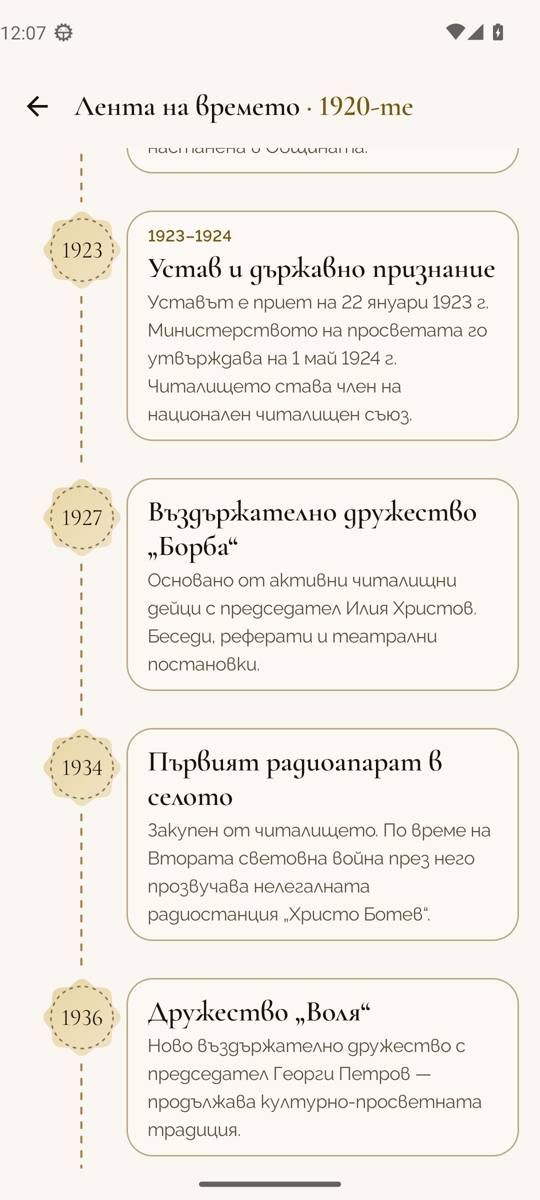 12:07
Лента на времето · 1920-те
настанена в Общината.
1923
1923–1924
Устав и държавно признание
Уставът е приет на 22 януари 1923 г.
Министерството на просветата го
утвърждава на 1 май 1924 г.
Читалището става член на
национален читалищен съюз.
1927
Въздържателно дружество
„Борба“
Основано от активни читалищни
дейци с председател Илия Христов.
Беседи, реферати и театрални
постановки.
1934
Първият радиоапарат в
селото
Закупен от читалището. По време на
Втората световна война през него
прозвучава нелегалната
радиостанция „Христо Ботев“.
1936
Дружество „Воля“
Ново въздържателно дружество с
председател Георги Петров —
продължава културно-просветната
традиция.